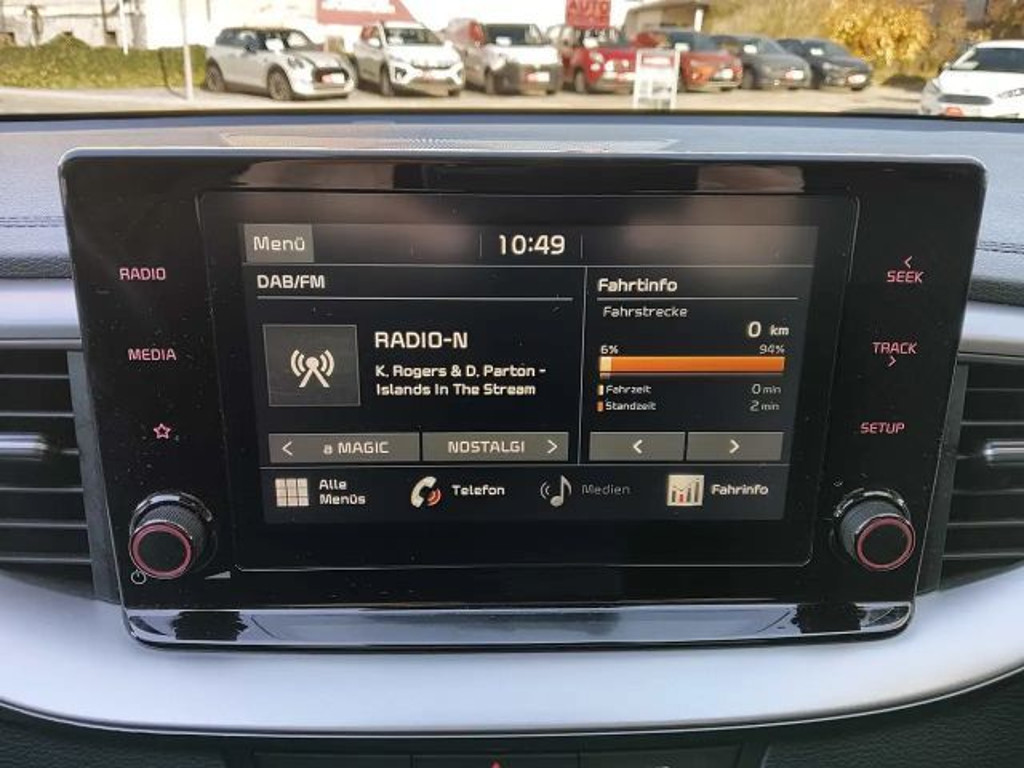 AUTO
Menü
10:49
DAB/FM
RADIO-N
K. Rogers & D. Parton -
Islands In The Stream
< a MAGIC
NOSTALGI >
Fahrtinfo
Fahrstrecke
0 km
6% 94%
Fahrzeit 0 min
Standzeit 2 min
< >
Alle
Menüs
Telefon
Medien
Fahrinfo
RADIO
MEDIA
<
SEEK
TRACK
>
SETUP